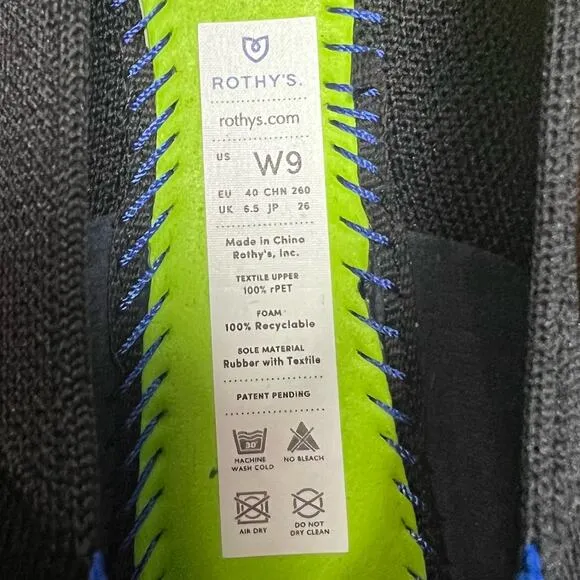 ROTHY'S.
rothys.com
US W9
EU 40 CHN 260
UK 6.5 JP 26
Made in China
Rothy's, Inc.
TEXTILE UPPER
100% rPET
FOAM
100% Recyclable
SOLE MATERIAL
Rubber with Textile
PATENT PENDING
30°
MACHINE WASH COLD
NO BLEACH
AIR DRY
DO NOT DRY CLEAN